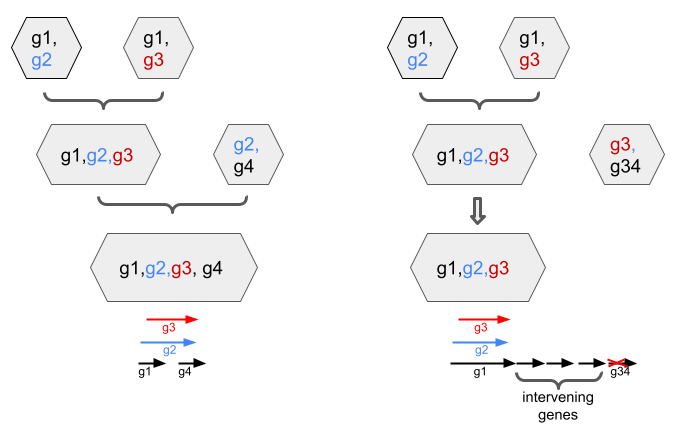 g1,
g2
g1,
g3
g1,g2,g3
g2,
g4
g1,g2,g3, g4
g3
g2
g1
g4
g1,
g2
g1,
g3
g1,g2,g3
g3,
g34
g1,g2,g3
g3
g2
g1
g34
intervening
genes